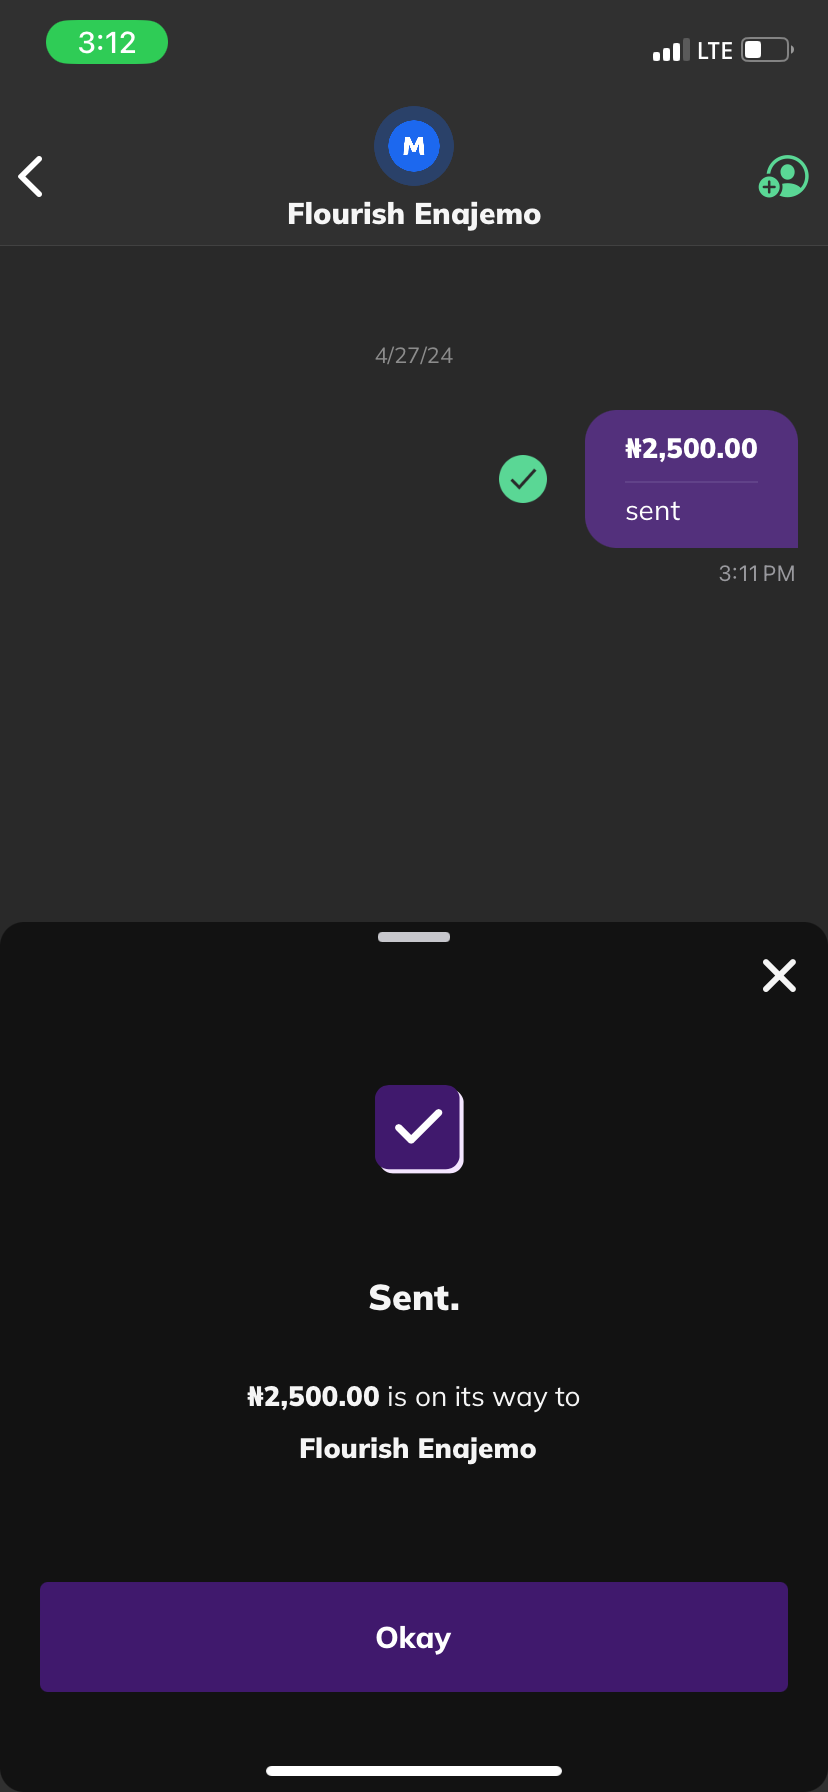 3:12
LTE
M
Flourish Enajemo
4/27/24
₦2,500.00
sent
3:11 PM
Sent.
₦2,500.00 is on its way to
Flourish Enajemo
Okay